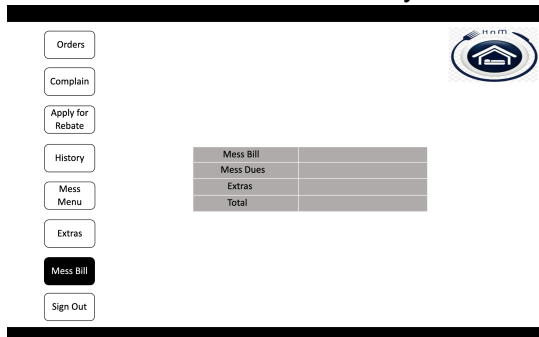 HnM
Orders
Complain
Apply for
Rebate
History
Mess
Menu
Extras
Mess Bill
Sign Out
Mess Bill
Mess Dues
Extras
Total